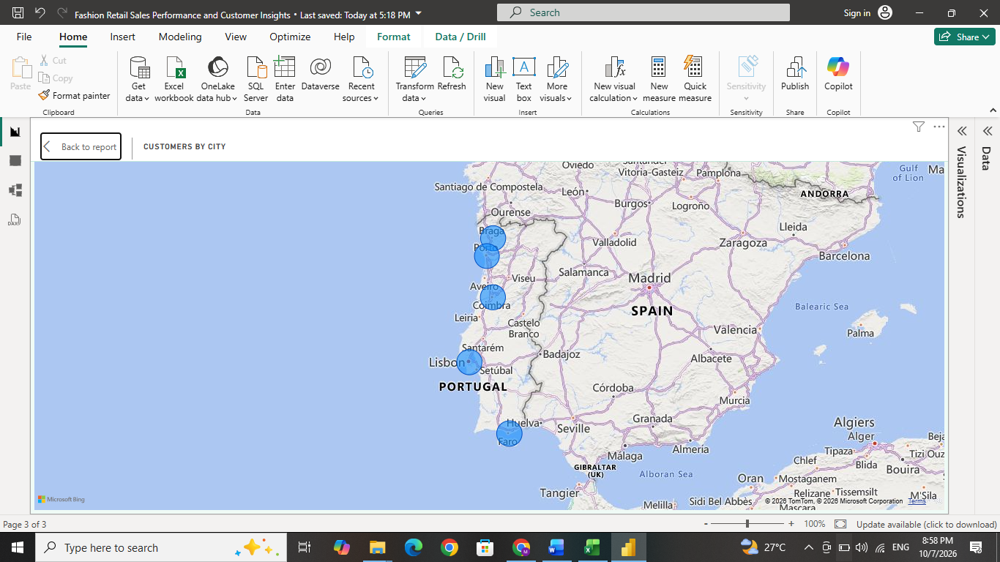 Fashion Retail Sales Performance and Customer Insights • Last saved: Today at 5:18 PM
Search
Sign in
File Home Insert Modeling View Optimize Help Format Data / Drill
Share
Paste
Cut
Copy
Format painter
Clipboard
Get data
Excel workbook
OneLake data hub
SQL Server
Enter data
Dataverse
Recent sources
Data
Transform data
Refresh
Queries
New visual
Text box
More visuals
Insert
New visual calculation
New measure
Quick measure
Calculations
Sensitivity
Sensitivity
Publish
Share
Copilot
Copilot
DAX
Back to report
CUSTOMERS BY CITY
Visualizations
Data
Oviedo
Santander
Vitoria-Gasteiz
Pamplona
Gulf of Lion
Ma
Santiago de Compostela
León
ANDORRA
Burgos
Logroño
Ourense
Lleida
Braga
Valladolid
Zaragoza
Porto
Barcelona
Salamanca
Viseu
Madrid
Aveiro
Coimbra
SPAIN
Balearic Sea
Leiria
Castelo Branco
Valencia
Palma
Santarém
Badajoz
Albacete
Lisbon
Setúbal
PORTUGAL
Córdoba
Murcia
Huelva
Seville
Granada
Algiers
Alger
Beja
Faro
Almería
Tipaza
Tizi Ouz
Málaga
Chlef
Blida
Bouira
GIBRALTAR (UK)
Alboran Sea
Oran
Mostaganem
Tangier
Relizane
Tissemsilt
M'Sila
Melilla
Sidi Bel Abbès
Mascara
Microsoft Bing
© 2026 TomTom, © 2026 Microsoft Corporation Terms
Page 3 of 3
- + 100%
Update available (click to download)
Type here to search
27°C
ENG
8:58 PM
10/7/2026